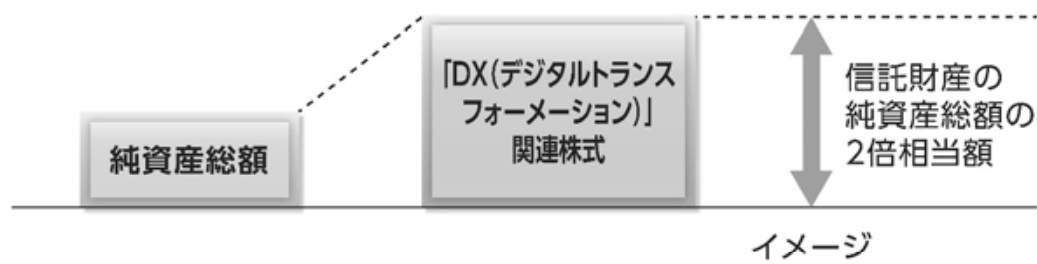 純資産総額
「DX(デジタルトランス
フォーメーション)」
関連株式
信託財産の
純資産総額の
2倍相当額
イメージ